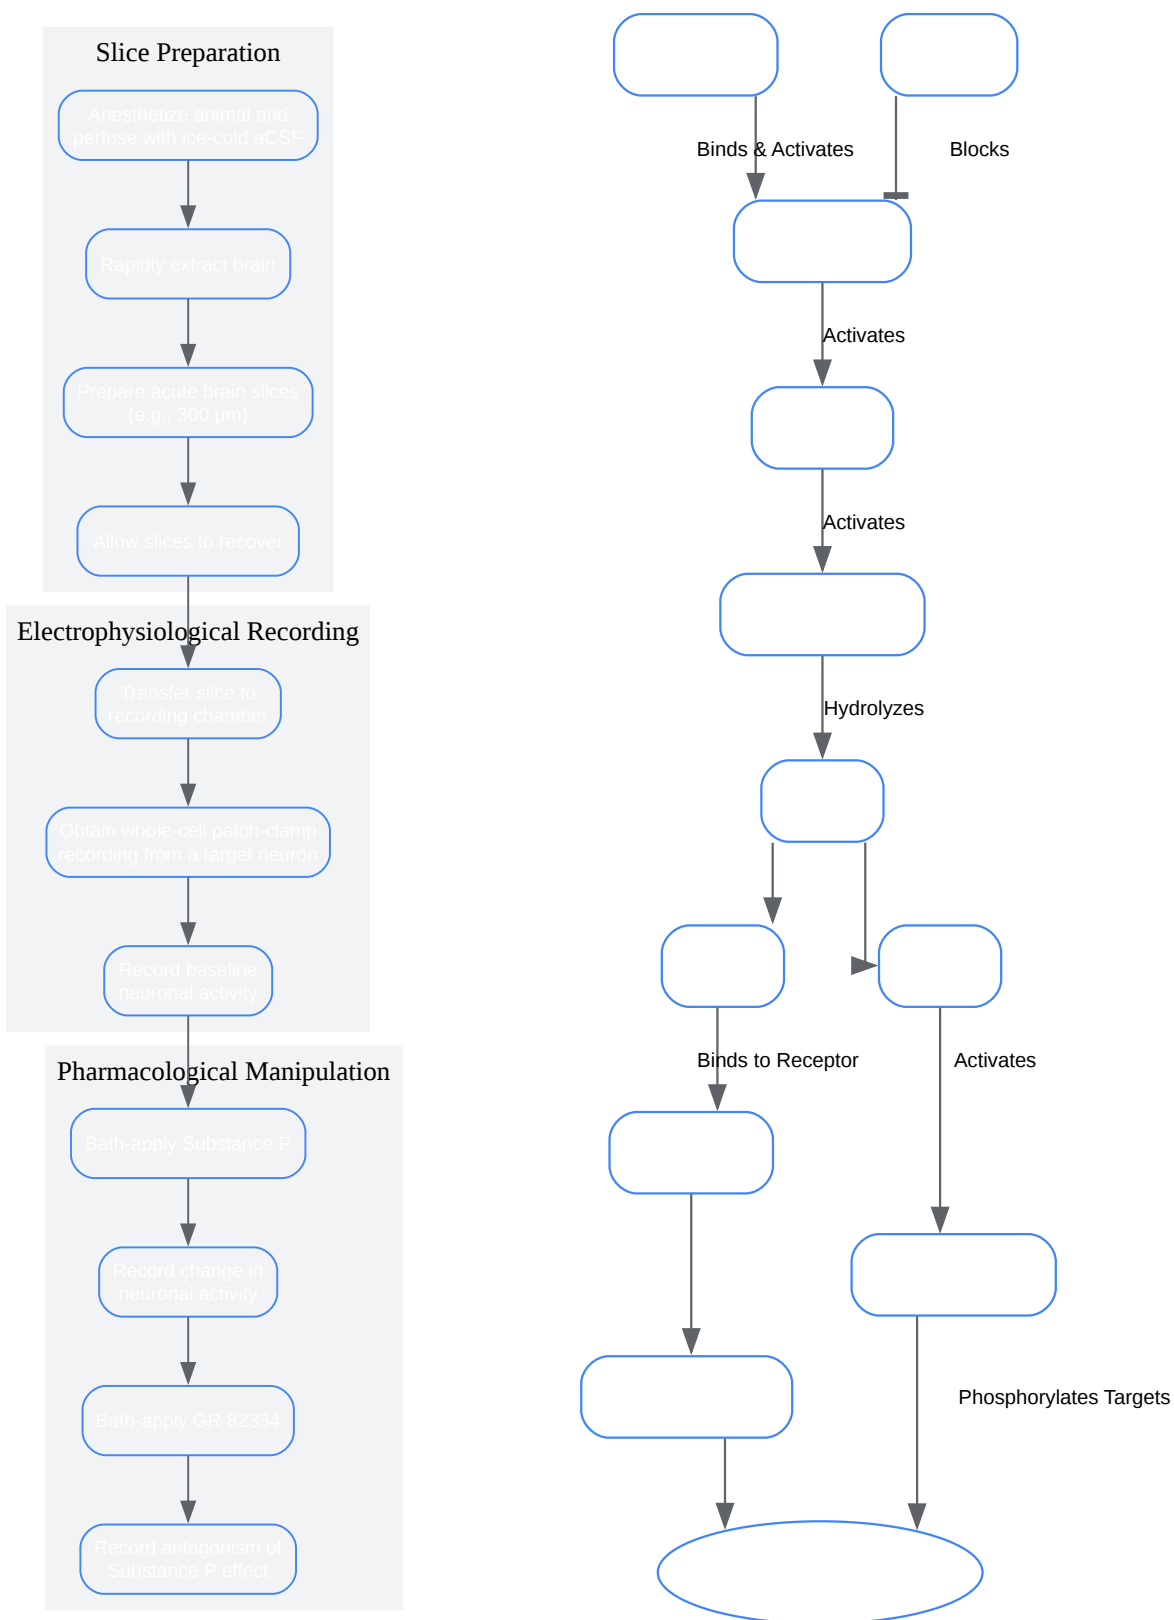 Slice Preparation
Anesthetize animal and
perfuse with ice-cold aCSF
Rapidly extract brain
Prepare acute brain slices
(e.g., 300 µm)
Allow slices to recover
Electrophysiological Recording
Transfer slice to
recording chamber
Obtain whole-cell patch-clamp
recording from a target neuron
Record baseline
neuronal activity
Pharmacological Manipulation
Bath-apply Substance P
Record change in
neuronal activity
Bath-apply GR 82334
Record antagonism of
Substance P effect
Binds & Activates
Blocks
Activates
Activates
Hydrolyzes
Binds to Receptor
Activates
Phosphorylates Targets